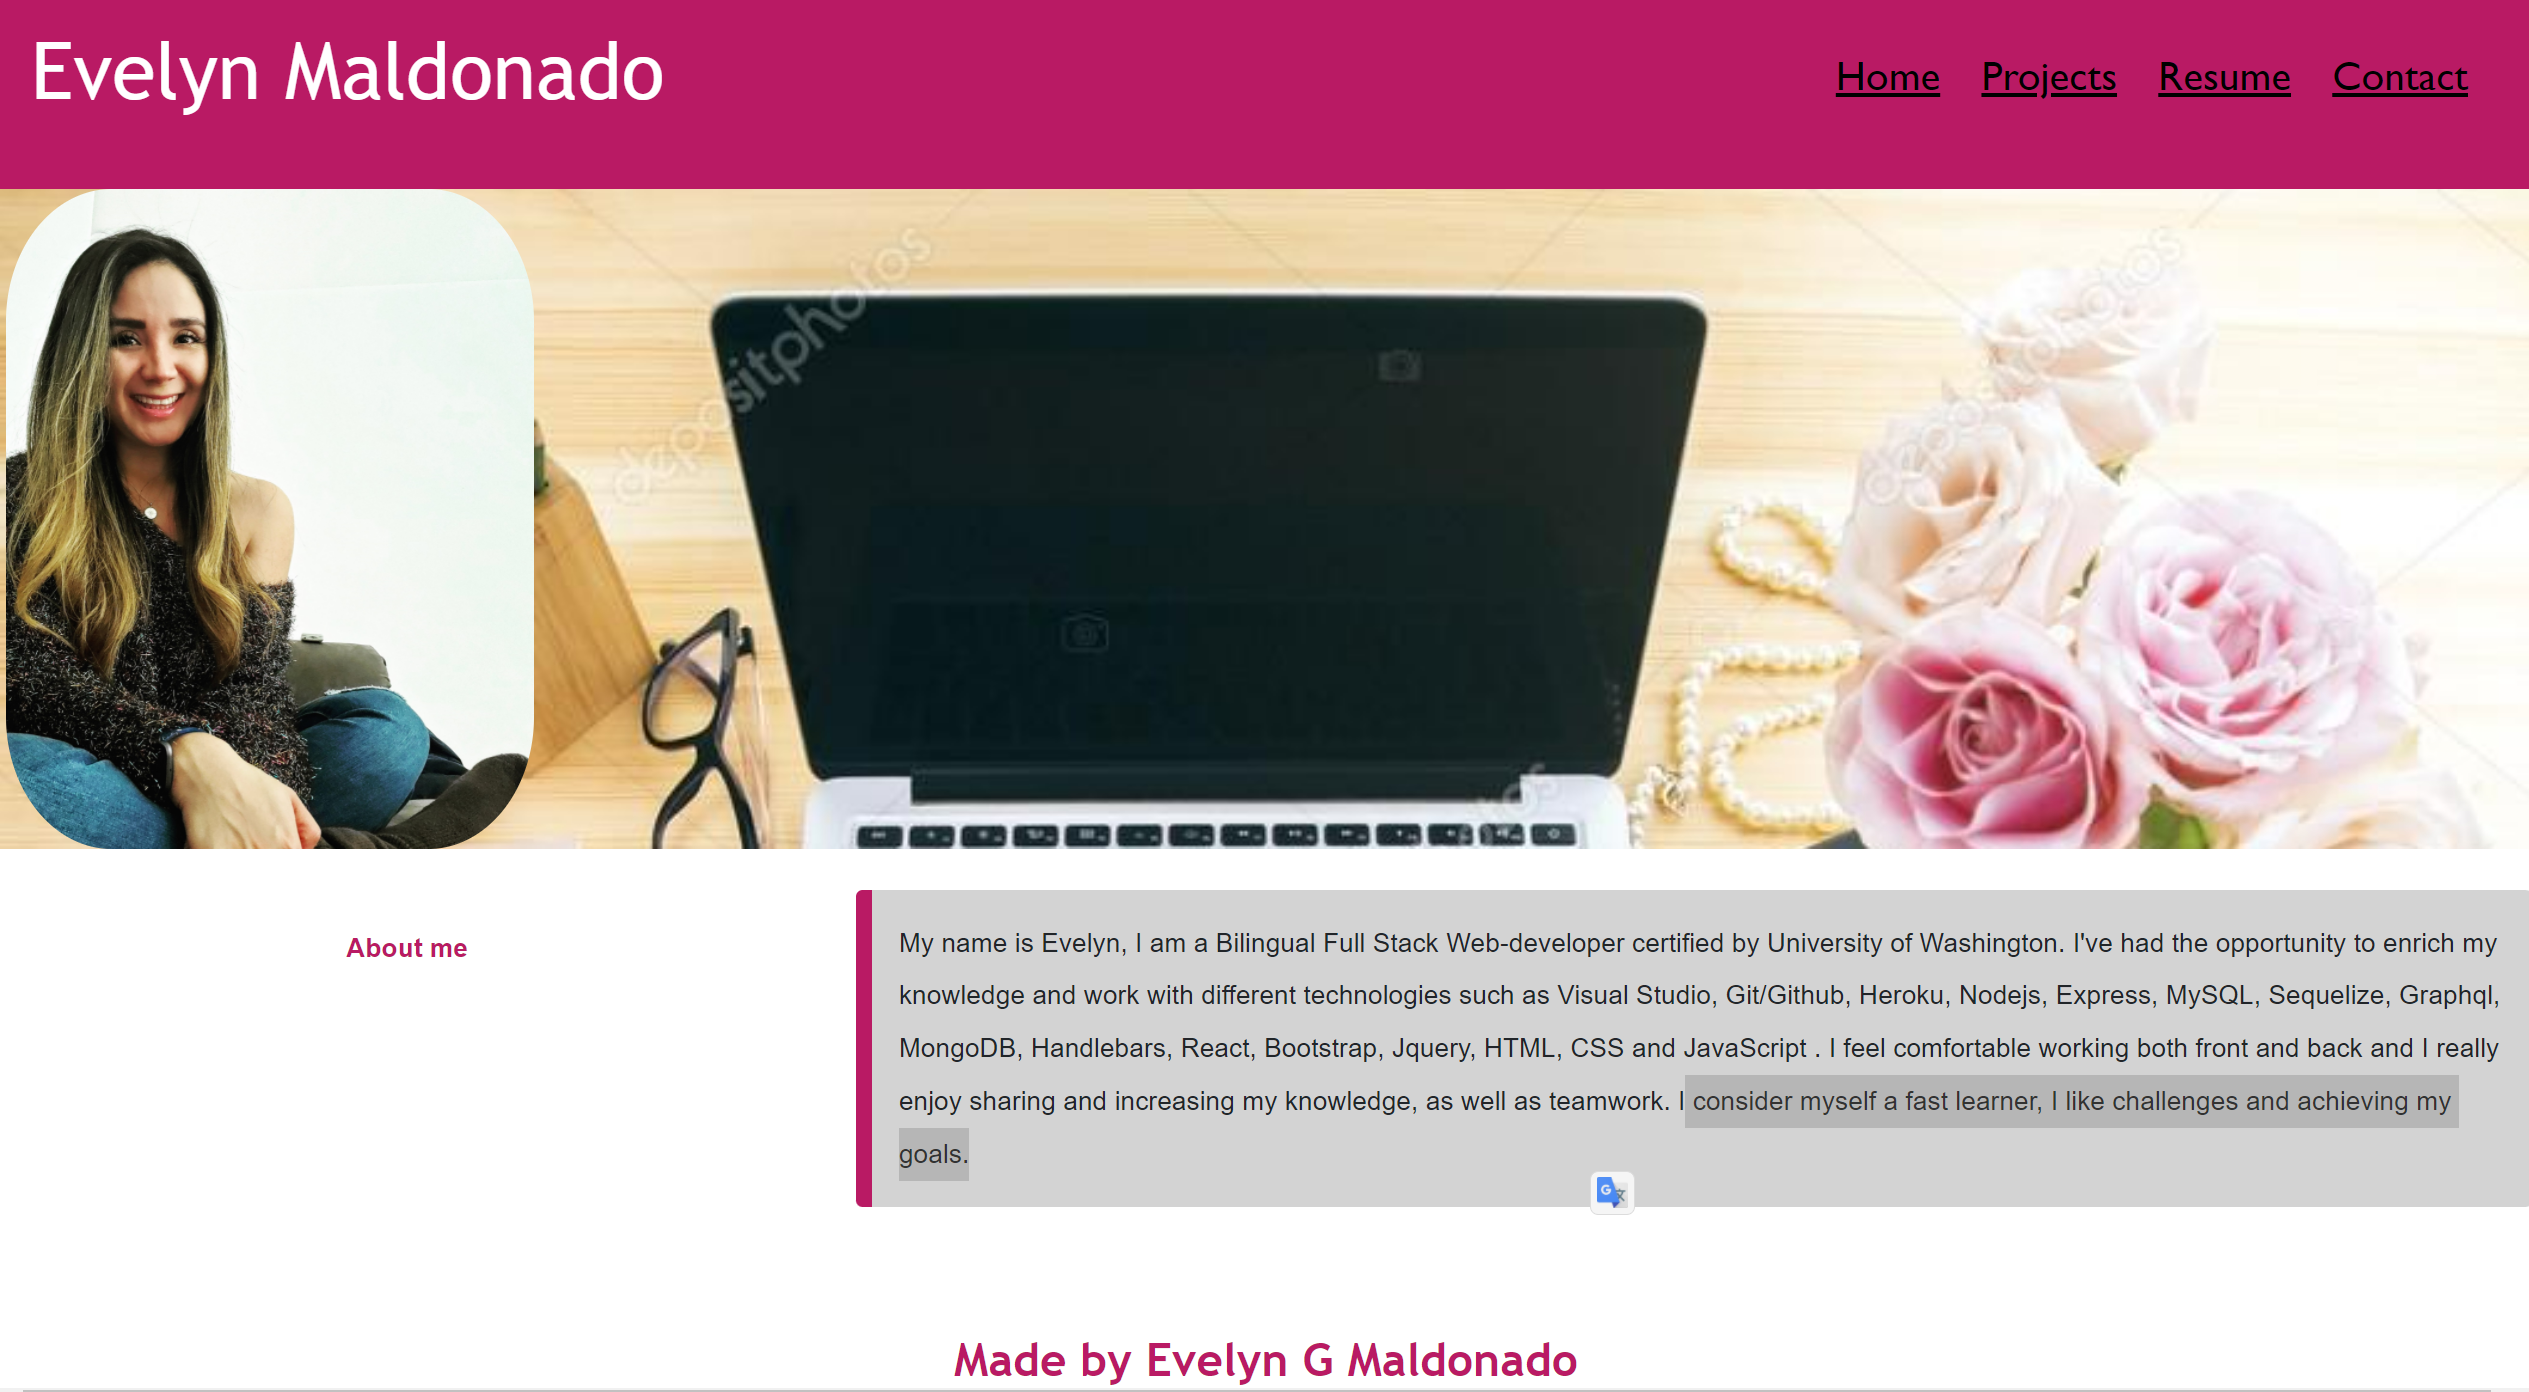 Evelyn Maldonado
Home Projects Resume Contact
depositphotos
depositphotos
About me
My name is Evelyn, I am a Bilingual Full Stack Web-developer certified by University of Washington. I've had the opportunity to enrich my
knowledge and work with different technologies such as Visual Studio, Git/Github, Heroku, Nodejs, Express, MySQL, Sequelize, Graphql,
MongoDB, Handlebars, React, Bootstrap, Jquery, HTML, CSS and JavaScript . I feel comfortable working both front and back and I really
enjoy sharing and increasing my knowledge, as well as teamwork. I consider myself a fast learner, I like challenges and achieving my
goals.
Made by Evelyn G Maldonado